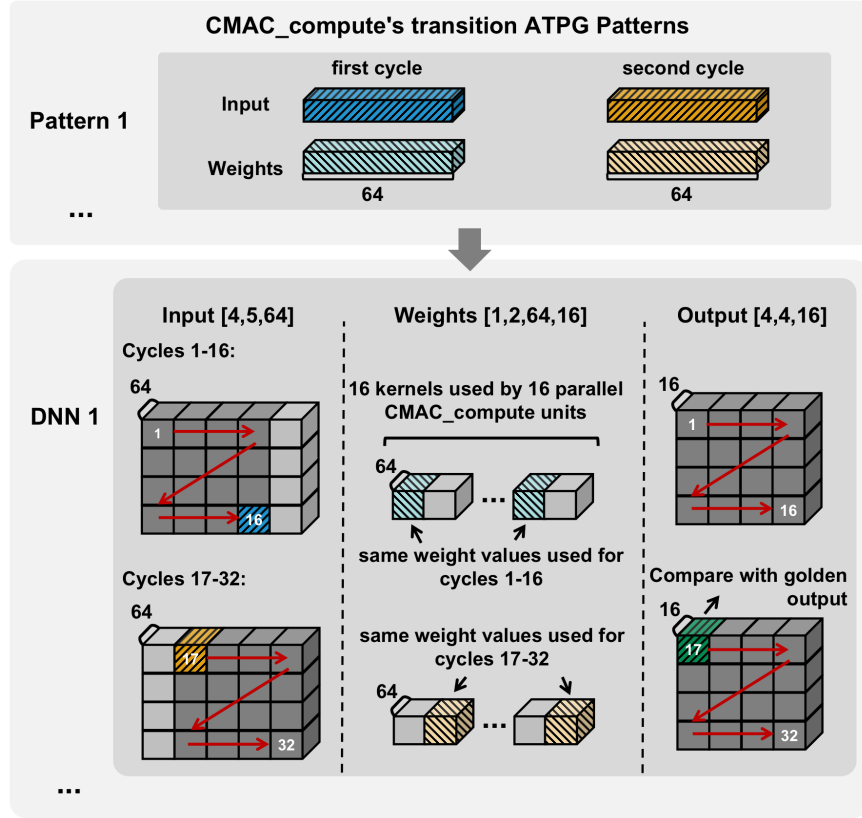 CMAC_compute's transition ATPG Patterns
first cycle
second cycle
Pattern 1
Input
Weights
64
64
...
DNN 1
Input [4,5,64]
Weights [1,2,64,16]
Output [4,4,16]
Cycles 1-16:
64
1
16
16 kernels used by 16 parallel
CMAC_compute units
64
...
same weight values used for
cycles 1-16
16
1
16
Cycles 17-32:
64
17
32
same weight values used for
cycles 17-32
64
...
Compare with golden
output
16
17
32
...